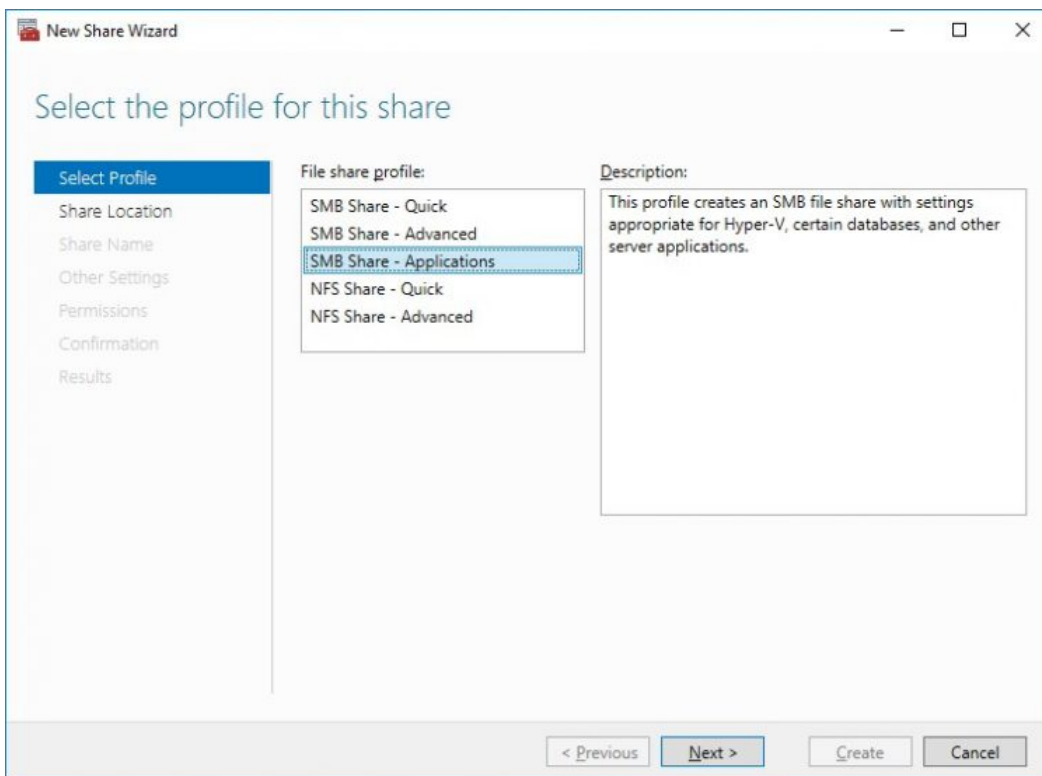 New Share Wizard
Select the profile for this share
Select Profile
Share Location
Share Name
Other Settings
Permissions
Confirmation
Results
File share profile:
SMB Share - Quick
SMB Share - Advanced
SMB Share - Applications
NFS Share - Quick
NFS Share - Advanced
Description:
This profile creates an SMB file share with settings
appropriate for Hyper-V, certain databases, and other
server applications.
< Previous
Next >
Create
Cancel